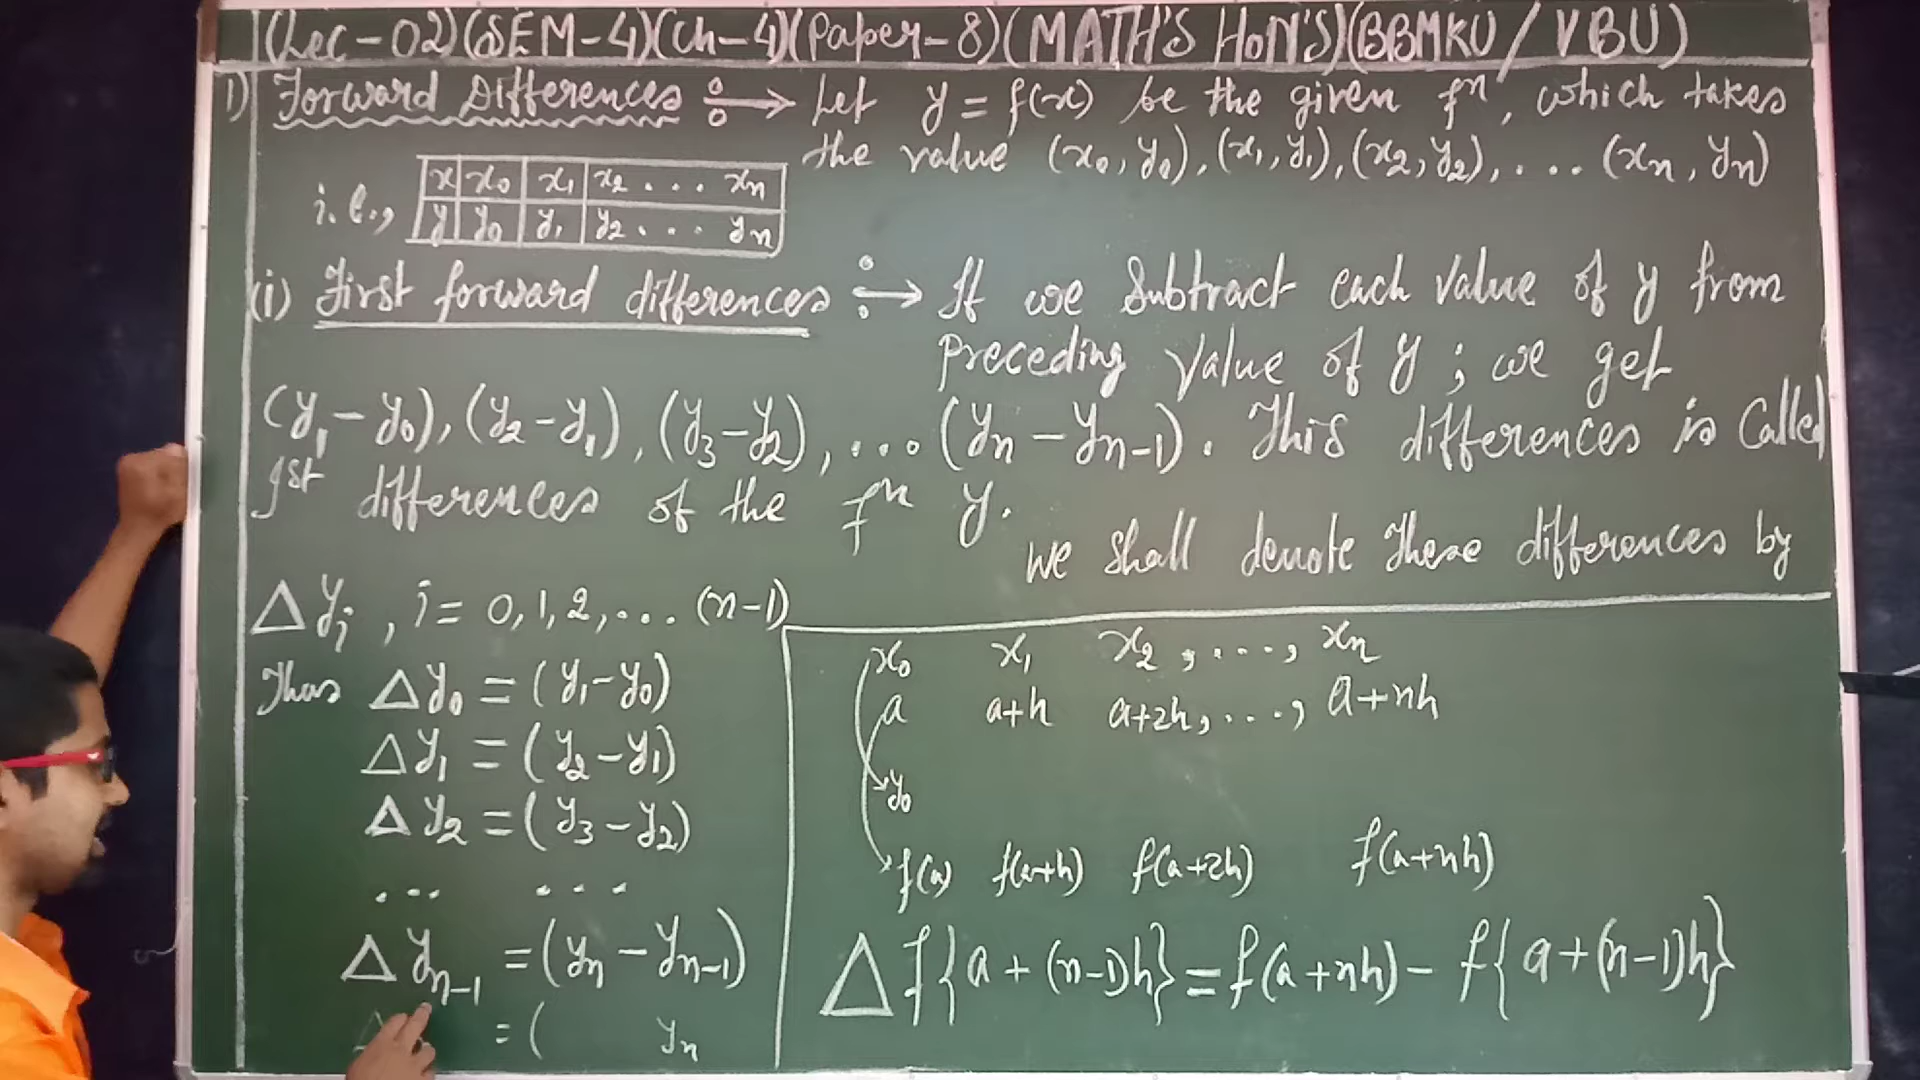 (Lec-02)(SEM-4)(Ch-4)(Paper-8)(MATH'S HoN'S)(BBMKU/VBU)
1) Forward Differences ÷→ Let y = f(x) be the given fⁿ, which takes
the value (x₀, y₀), (x₁, y₁), (x₂, y₂), .... (xₙ, yₙ)
i.e.,
x x₀ x₁ x₂ .... xₙ
y y₀ y₁ y₂ .... yₙ
(i) First forward differences ÷→ If we Subtract each Value of y from
Preceding Value of y ; we get
(y₁ - y₀), (y₂ - y₁), (y₃ - y₂), .... (yₙ - yₙ₋₁). This differences is Called
1st differences of the fⁿ y.
We shall denote these differences by
Δyᵢ, i = 0, 1, 2, .... (n-1)
Thus Δy₀ = (y₁ - y₀)
Δy₁ = (y₂ - y₁)
Δy₂ = (y₃ - y₂)
... ...
Δyₙ₋₁ = (yₙ - yₙ₋₁)
Δ = ( yₙ
x₀ x₁ x₂, ...., xₙ
a a+h a+2h, ...., a+nh
y₀
f(a) f(a+h) f(a+2h) f(a+nh)
Δf{a + (n-1)h} = f(a+nh) - f{a + (n-1)h}